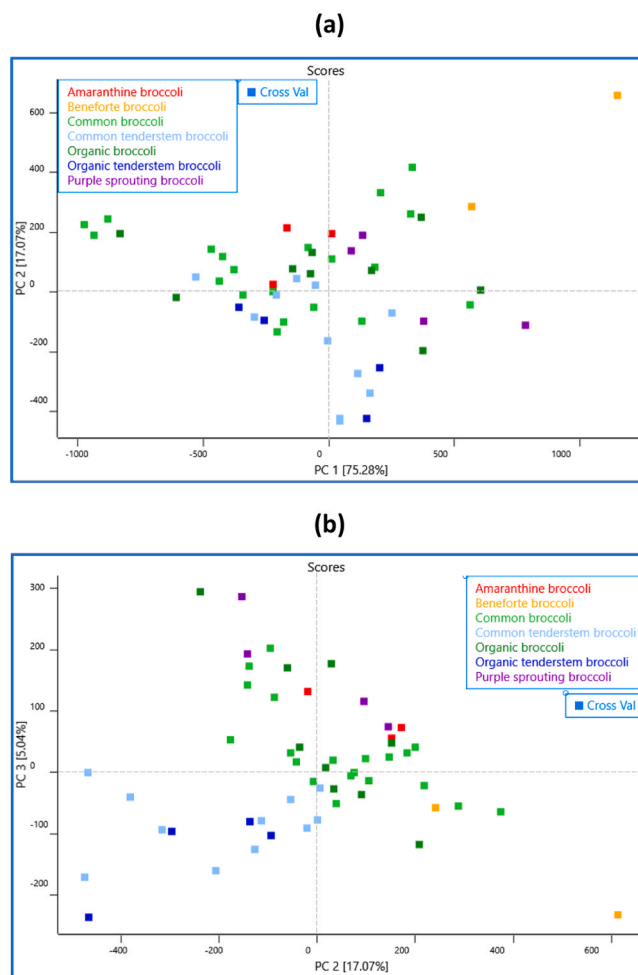 (a)
Scores
Amaranthine broccoli
Beneforte broccoli
Common broccoli
Common tenderstem broccoli
Organic broccoli
Organic tenderstem broccoli
Purple sprouting broccoli
Cross Val
600
400
200
0
-200
-400
PC 2 [17.07%]
-1000
-500
0
500
1000
PC 1 [75.28%]
(b)
Scores
Amaranthine broccoli
Beneforte broccoli
Common broccoli
Common tenderstem broccoli
Organic broccoli
Organic tenderstem broccoli
Purple sprouting broccoli
Cross Val
300
200
100
0
-100
-200
PC 3 [5.04%]
-400
-200
0
200
400
600
PC 2 [17.07%]